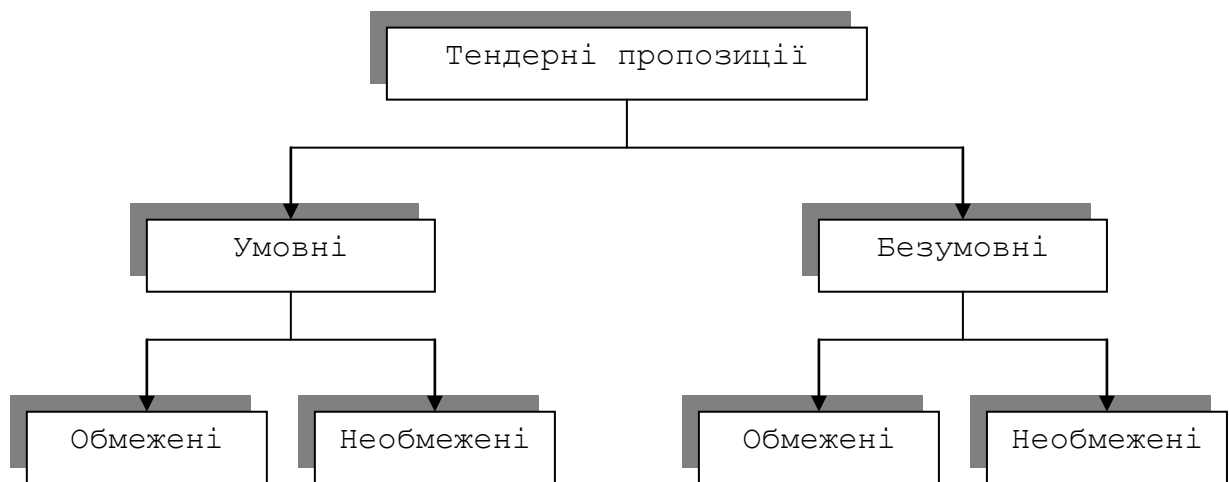 Тендерні пропозиції
Умовні
Безумовні
Обмежені
Необмежені
Обмежені
Необмежені